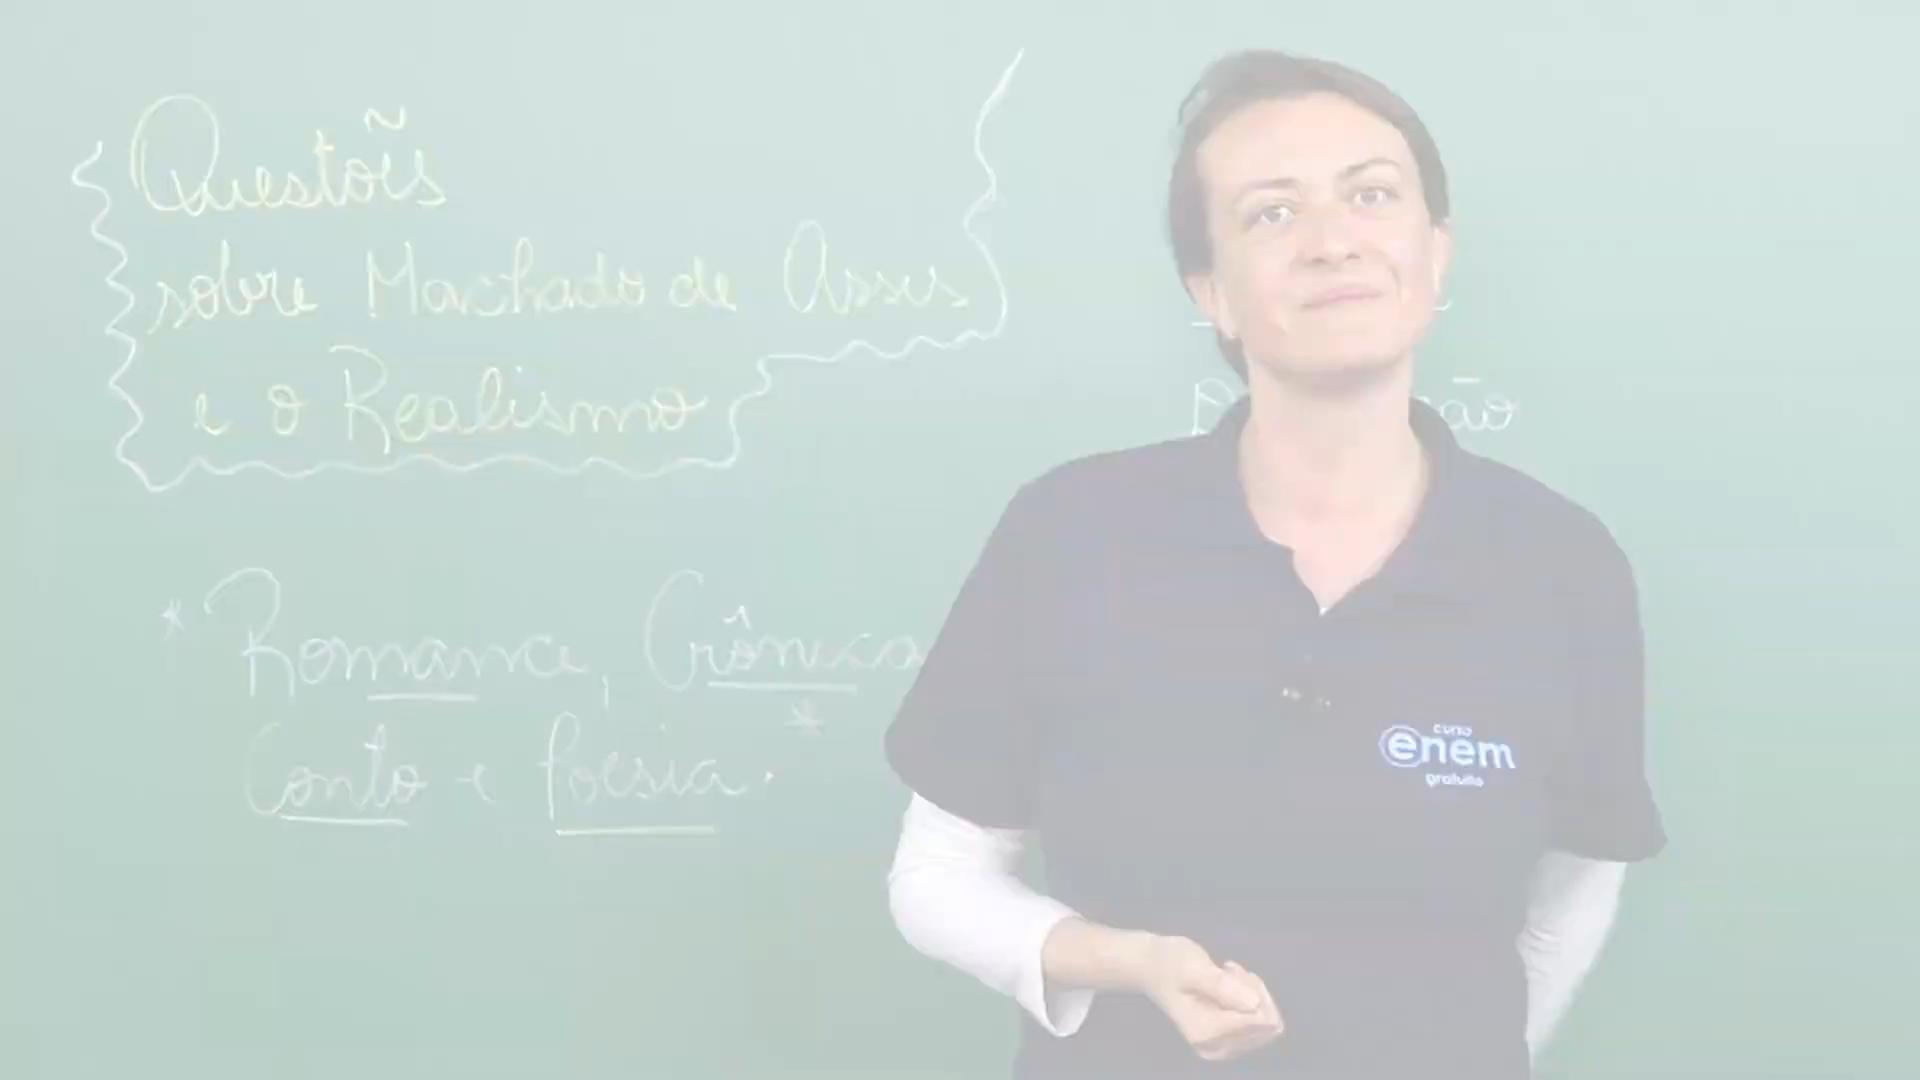 Questões
sobre Machado de Assis
e o Realismo
* Romance, Crônica
*
Conto e Poesia.
curso
enem
gratuito